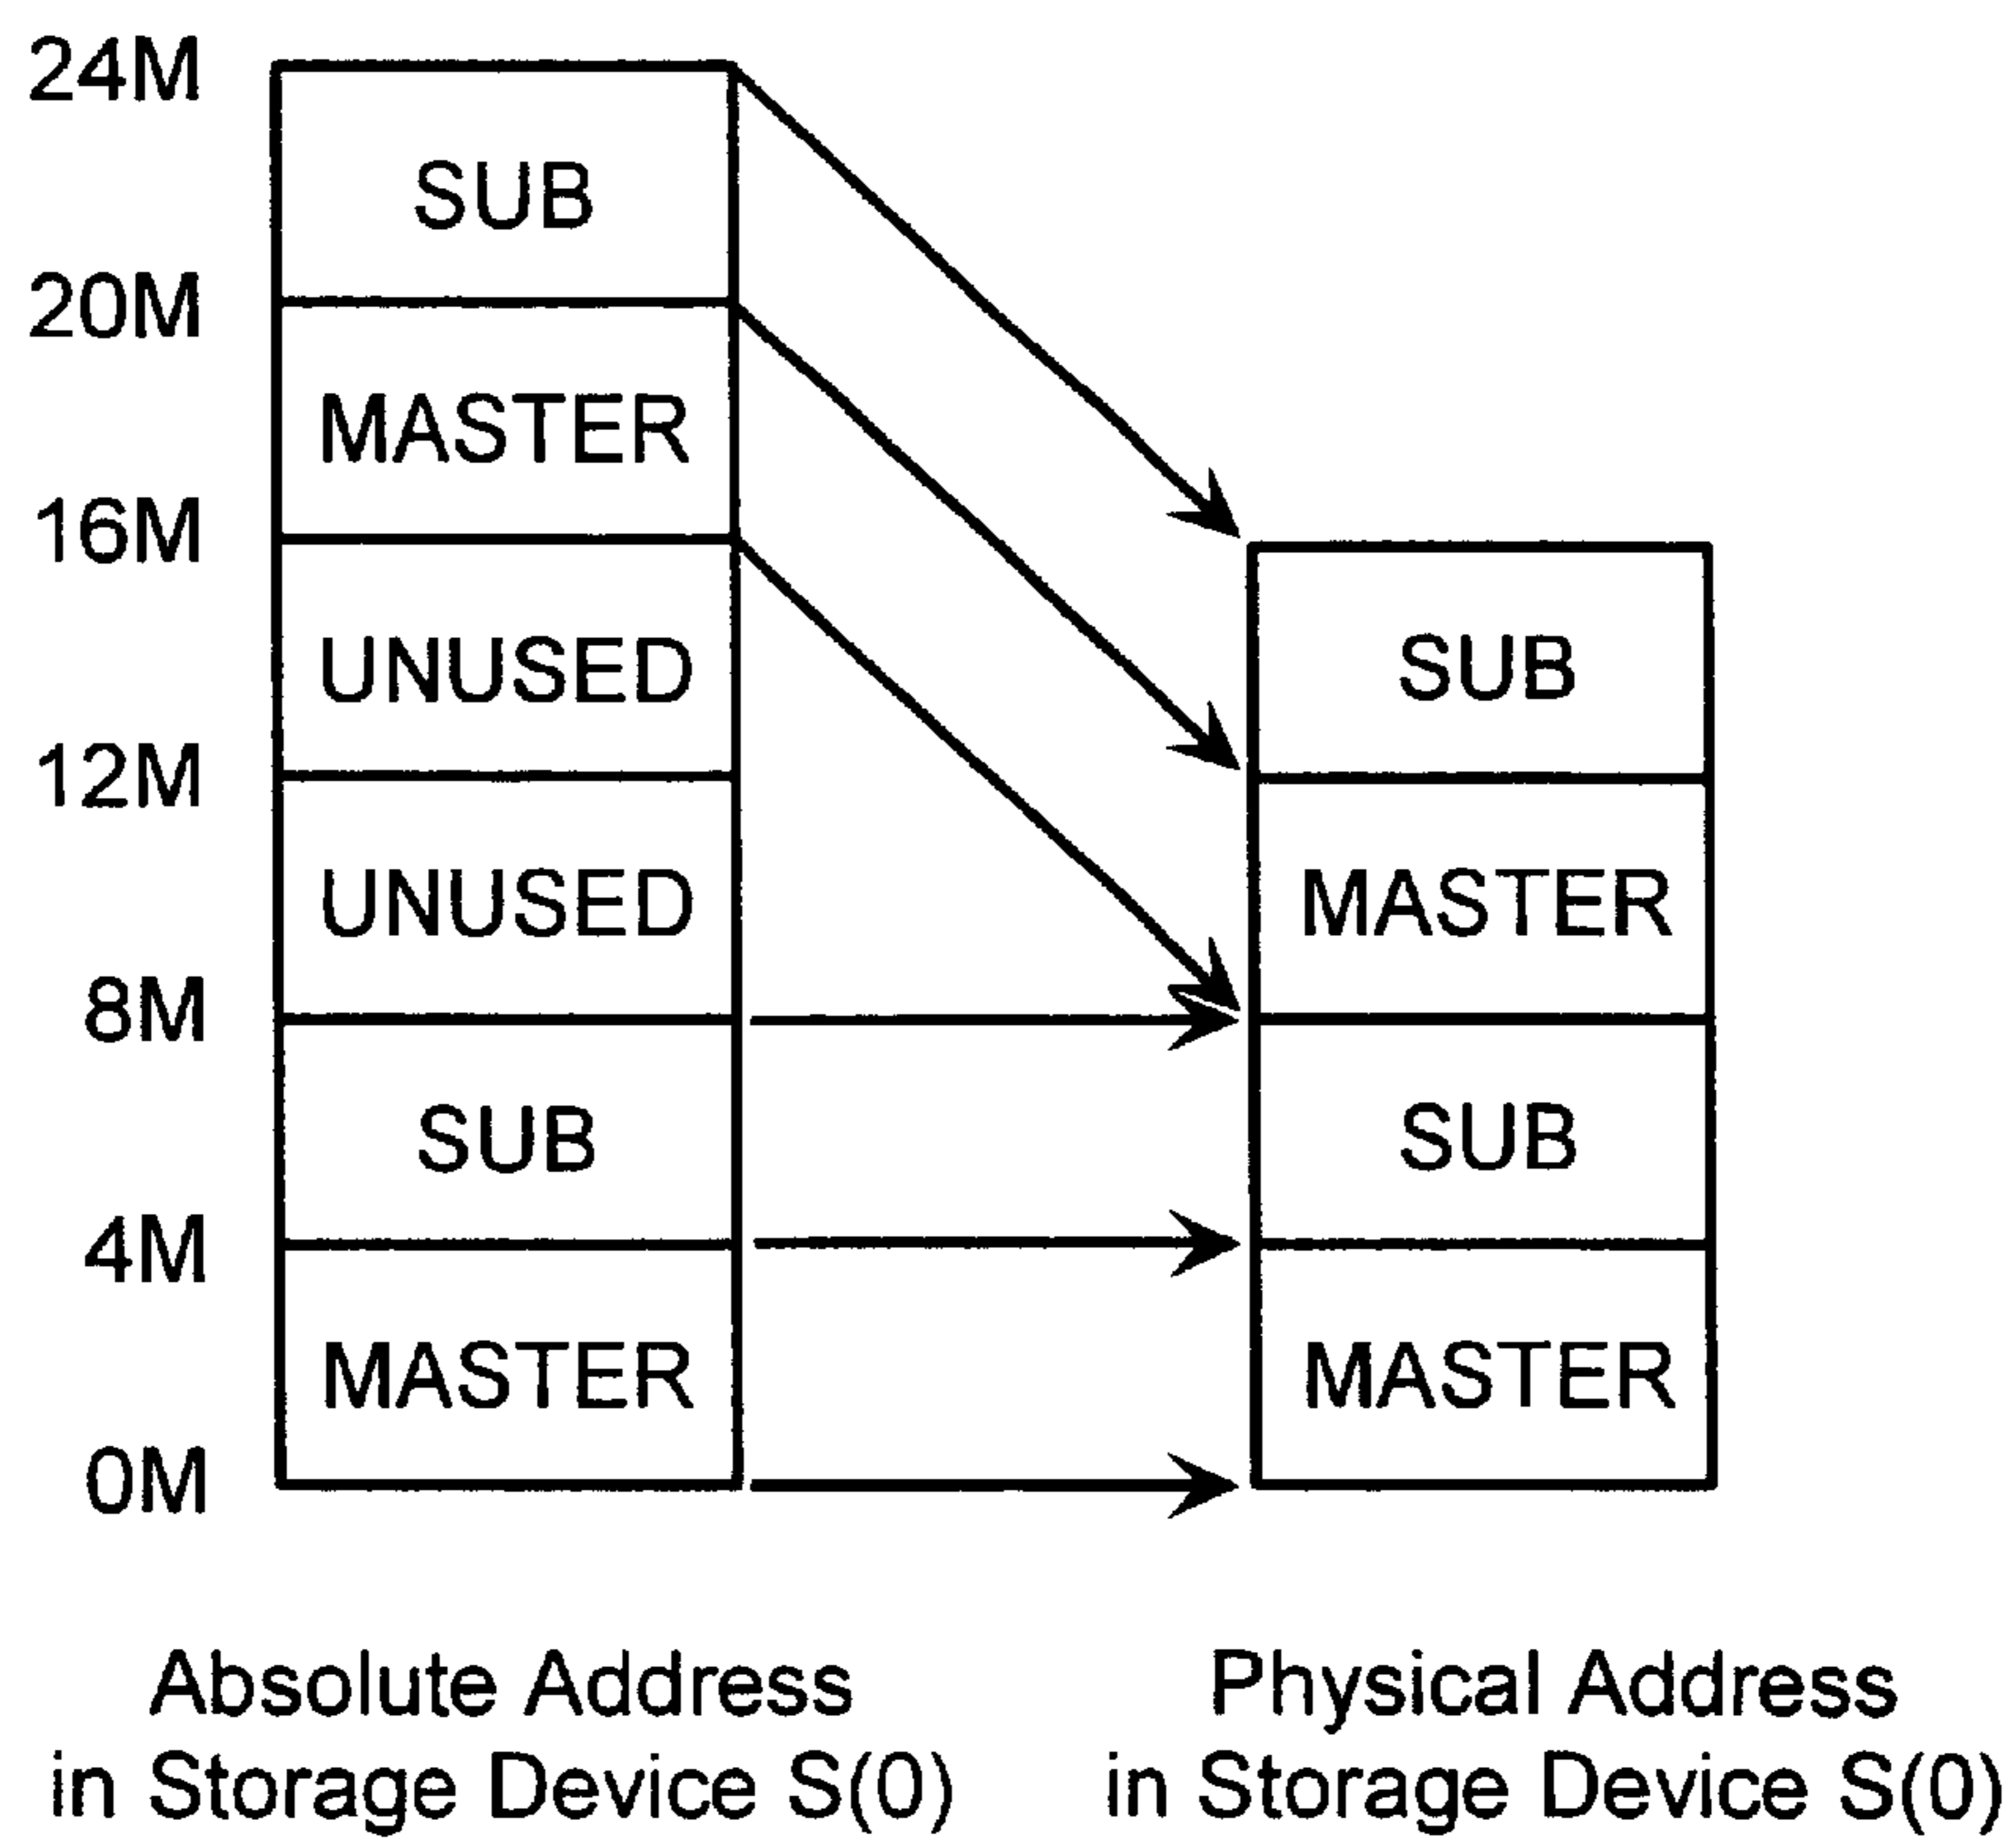 24M
SUB
20M
MASTER
16M
UNUSED
SUB
12M
UNUSED
MASTER
8M
SUB
SUB
4M
MASTER
MASTER
0M
Absolute Address
in Storage Device S(0)
Physical Address
in Storage Device S(0)